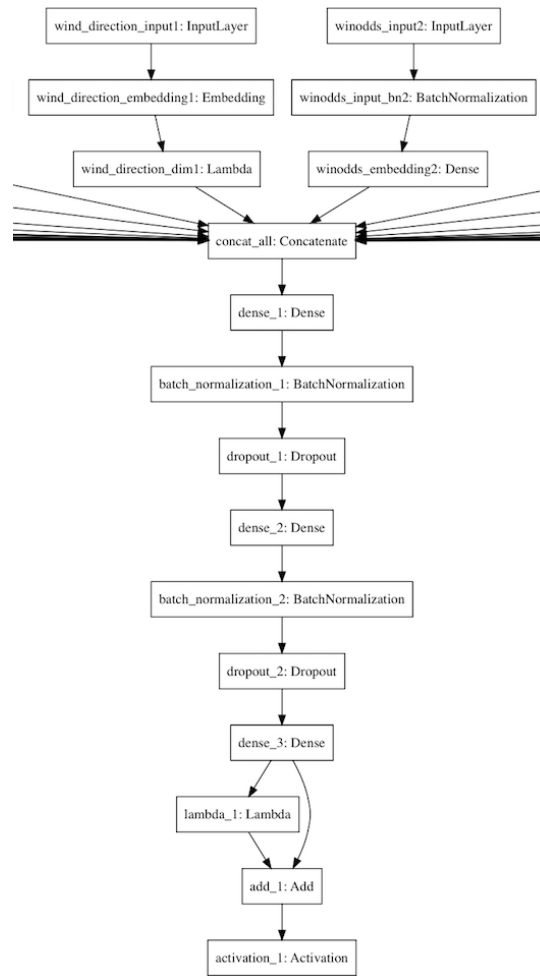 wind_direction_input1: InputLayer
winodds_input2: InputLayer
wind_direction_embedding1: Embedding
winodds_input_bn2: BatchNormalization
wind_direction_dim1: Lambda
winodds_embedding2: Dense
concat_all: Concatenate
dense_1: Dense
batch_normalization_1: BatchNormalization
dropout_1: Dropout
dense_2: Dense
batch_normalization_2: BatchNormalization
dropout_2: Dropout
dense_3: Dense
lambda_1: Lambda
add_1: Add
activation_1: Activation